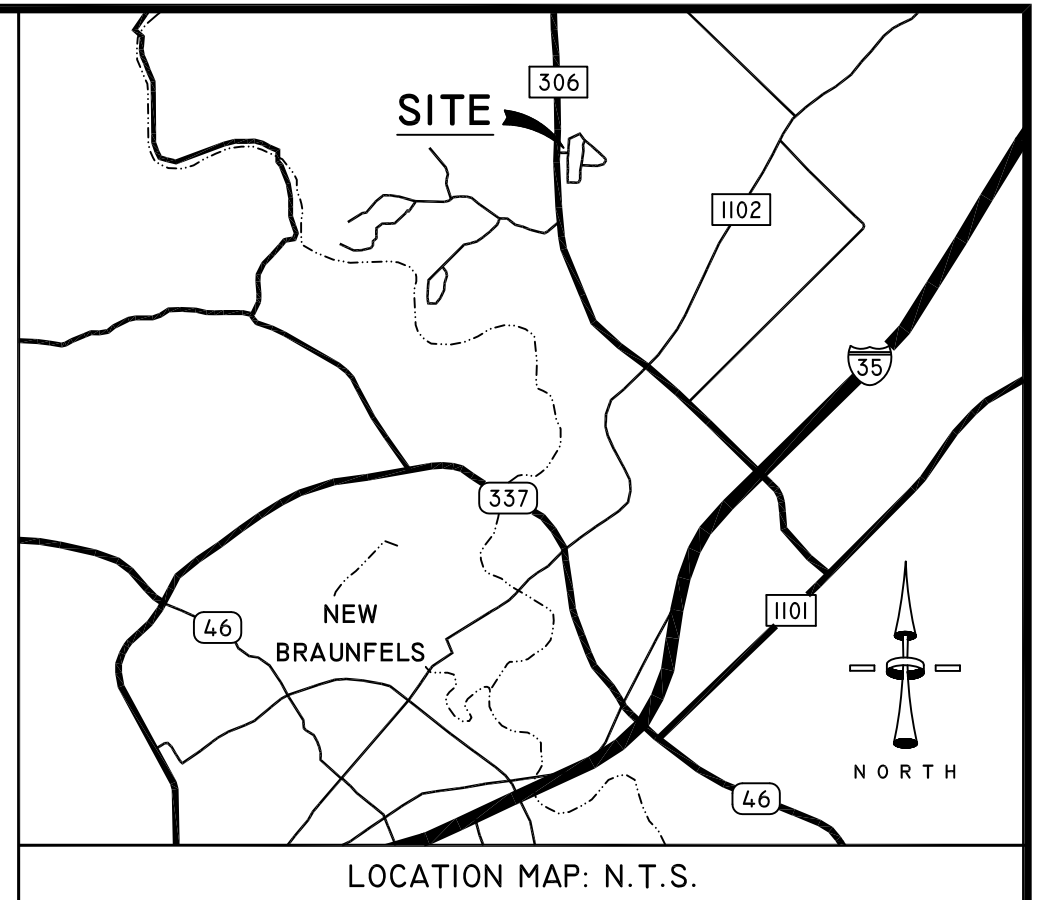 306
SITE
1102
35
337
1101
NEW
46
BRAUNFELS
NORTH
46
LOCATION MAP: N.T.S.